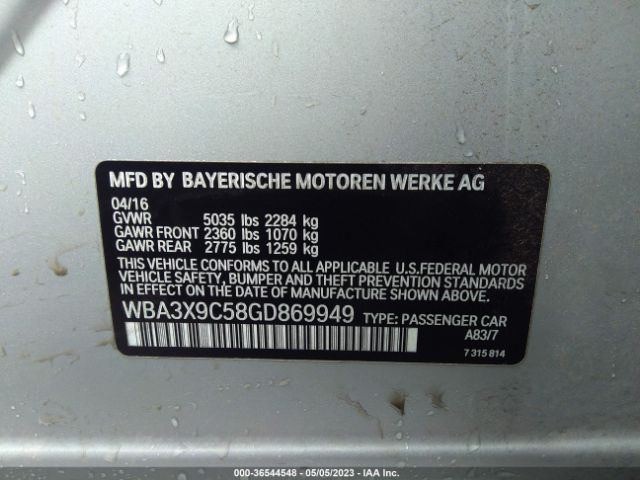 MFD BY BAYERISCHE MOTOREN WERKE AG
04/16
GVWR 5035 lbs 2284 kg
GAWR FRONT 2360 lbs 1070 kg
GAWR REAR 2775 lbs 1259 kg
THIS VEHICLE CONFORMS TO ALL APPLICABLE U.S.FEDERAL MOTOR
VEHICLE SAFETY, BUMPER, AND THEFT PREVENTION STANDARDS
IN EFFECT ON THE DATE OF MANUFACTURE SHOWN ABOVE.
WBA3X9C58GD869949 TYPE: PASSENGER CAR
A83/7
7 315 814
000-36544548 - 05/05/2023 - IAA Inc.